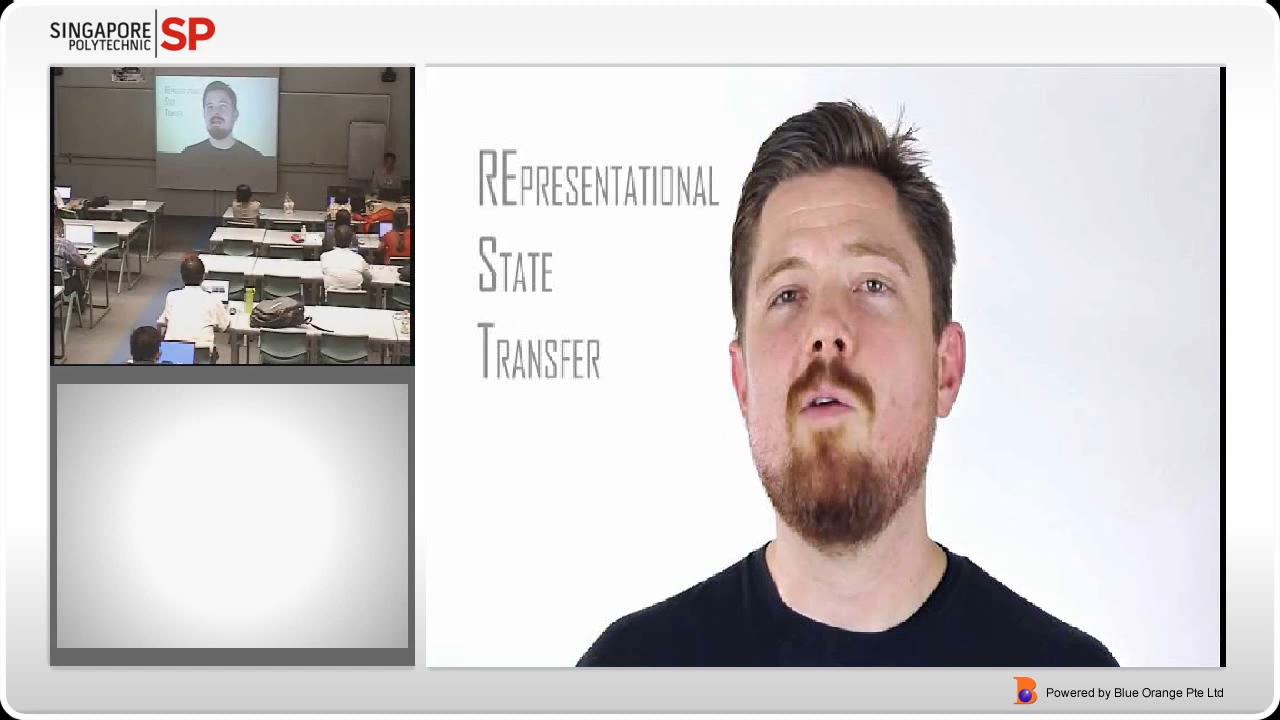 SINGAPORE
POLYTECHNIC
SP
REPRESENTATIONAL
STATE
TRANSFER
Powered by Blue Orange Pte Ltd